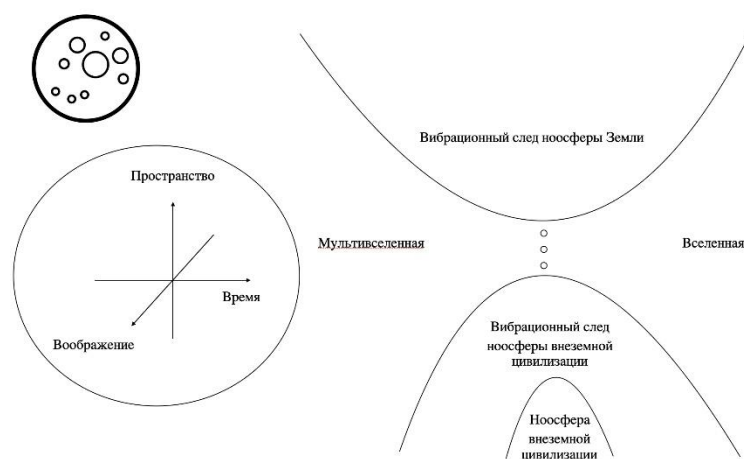 Вибрационный след ноосферы Земли
Пространство
Мультивселенная
Вселенная
Время
Воображение
Вибрационный след
ноосферы внеземной
цивилизации
Ноосфера
внеземной
цивилизации